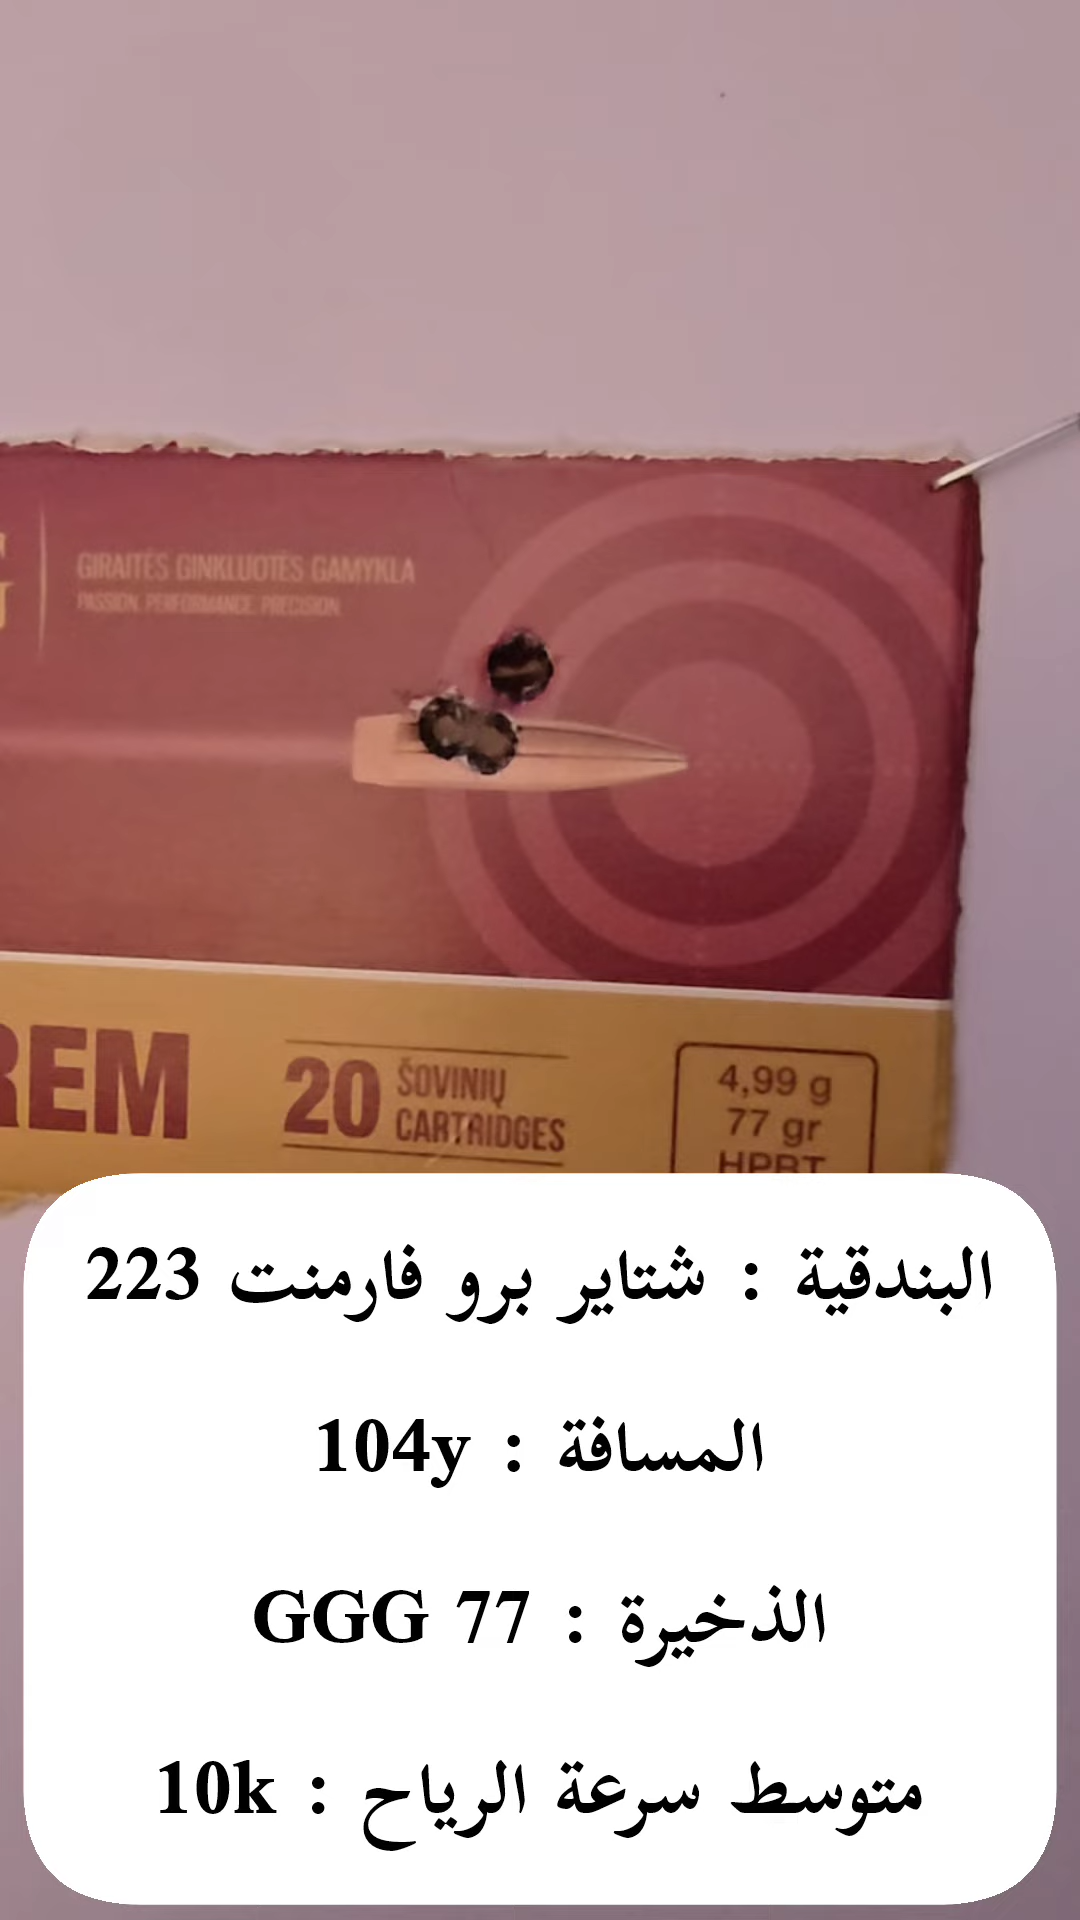 GIRAITĖS GINKLUOTĖS GAMYKLA
PASSION. PERFORMANCE. PRECISION
REM
20 ŠOVINIŲ
CARTRIDGES
4,99 g
77 gr
HPBT
البندقية : شتاير برو فارمنت 223
المسافة : 104y
الذخيرة : GGG 77
متوسط سرعة الرياح : 10k